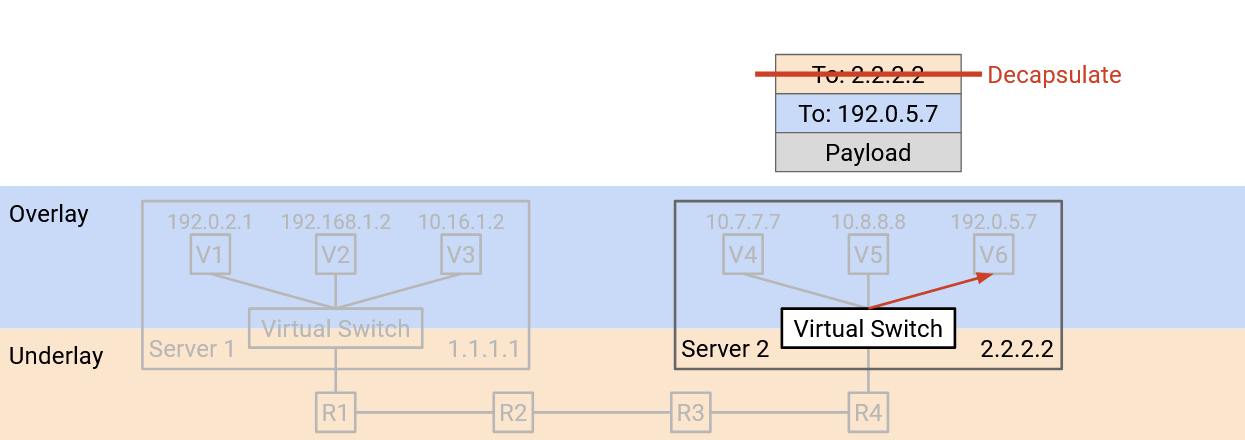 To: 2.2.2.2
Decapsulate
To: 192.0.5.7
Payload
Overlay
192.0.2.1 192.168.1.2 10.16.1.2
10.7.7.7 10.8.8.8 192.0.5.7
V1 V2 V3
V4 V5 V6
Virtual Switch
Virtual Switch
Underlay
Server 1 1.1.1.1
Server 2 2.2.2.2
R1 R2 R3 R4